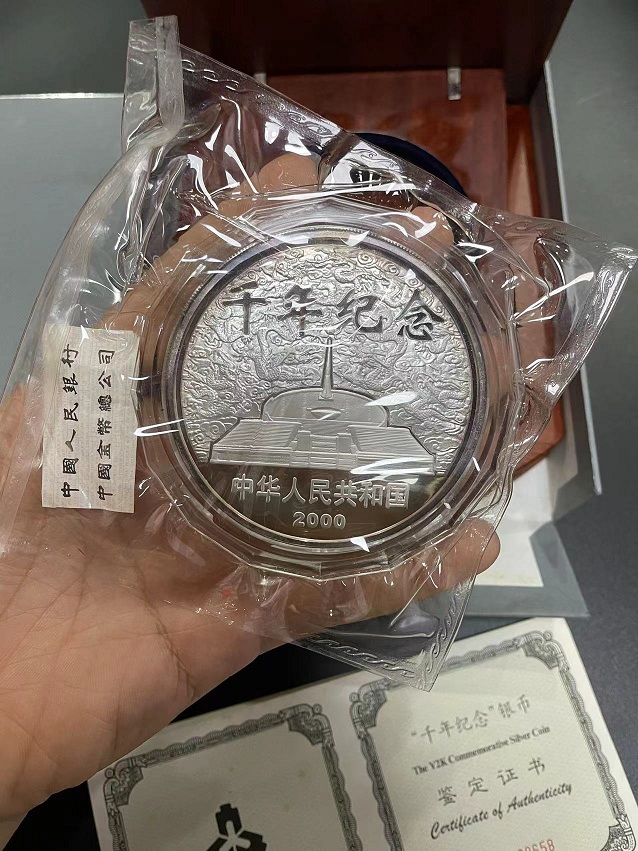 千年纪念
中华人民共和国
2000
中國人民銀行
中國金幣總公司
“千年纪念”银币
The Y2K Commemorative Silver Coin
鉴定证书
Certificate of Authenticity